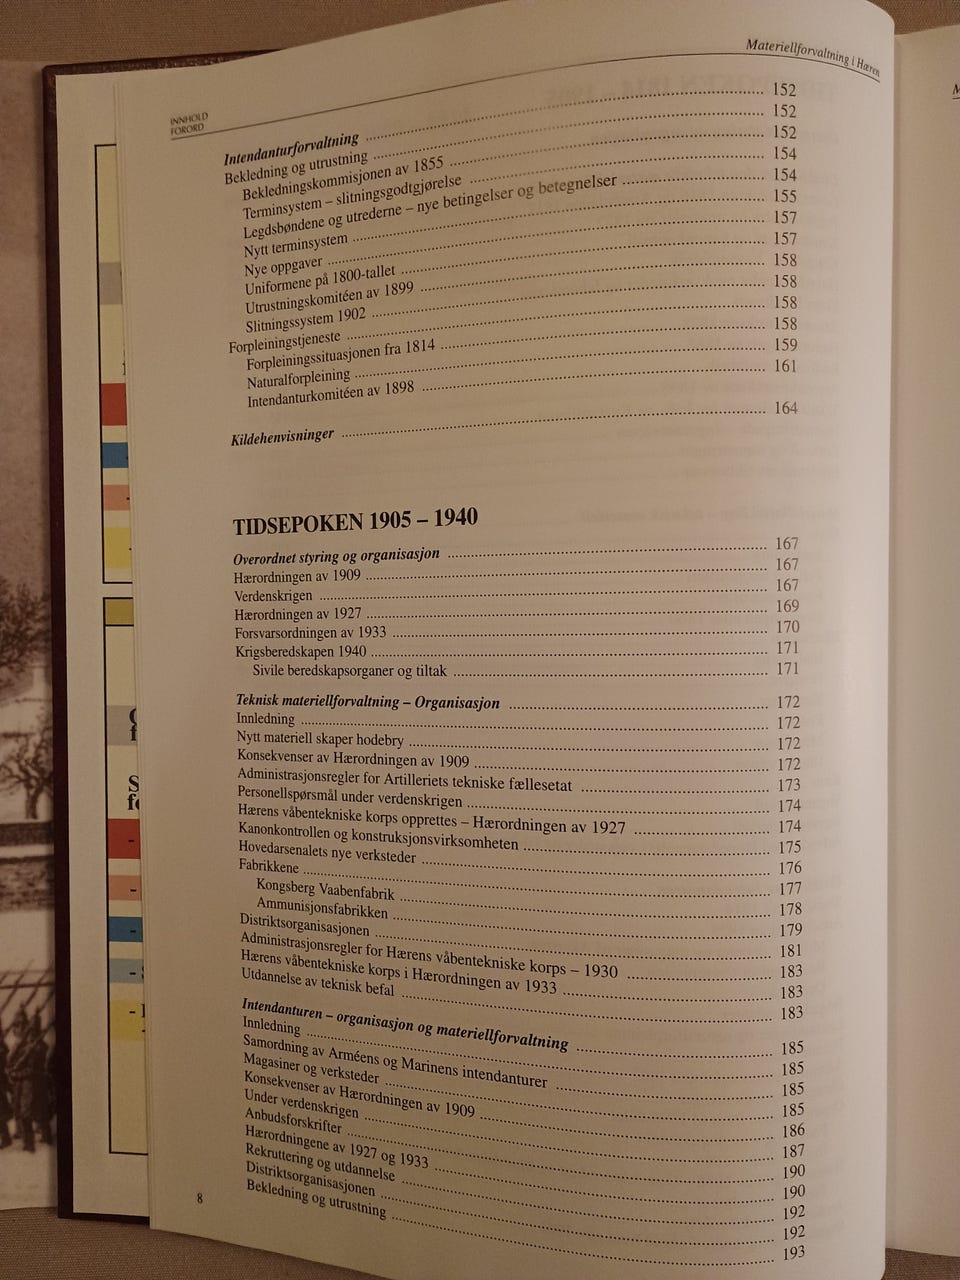 Materiellforvaltning i Hæren
INNHOLD
FORORD
Intendanturforvaltning ........ 152
Bekledning og utrustning ........ 152
Bekledningskommisjonen av 1855 ........ 152
Terminsystem – slitningsgodtgjørelse ........ 154
Legdsbøndene og utrederne – nye betingelser og betegnelser ........ 154
Nytt terminsystem ........ 155
Nye oppgaver ........ 157
Uniformene på 1800-tallet ........ 157
Utrustningskomitéen av 1899 ........ 158
Slitningssystem 1902 ........ 158
Forpleiningstjeneste ........ 158
Forpleiningssituasjonen fra 1814 ........ 158
Naturalforpleining ........ 159
Intendanturkomitéen av 1898 ........ 161
Kildehenvisninger ........ 164
TIDSEPOKEN 1905 – 1940
Overordnet styring og organisasjon ........ 167
Hærordningen av 1909 ........ 167
Verdenskrigen ........ 167
Hærordningen av 1927 ........ 169
Forsvarsordningen av 1933 ........ 170
Krigsberedskapen 1940 ........ 171
Sivile beredskapsorganer og tiltak ........ 171
Teknisk materiellforvaltning – Organisasjon ........ 172
Innledning ........ 172
Nytt materiell skaper hodebry ........ 172
Konsekvenser av Hærordningen av 1909 ........ 172
Administrasjonsregler for Artilleriets tekniske fællesetat ........ 173
Personellspørsmål under verdenskrigen ........ 174
Hærens våbentekniske korps opprettes – Hærordningen av 1927 ........ 174
Kanonkontrollen og konstruksjonsvirksomheten ........ 175
Hovedarsenalets nye verksteder ........ 176
Fabrikkene ........ 177
Kongsberg Vaabenfabrik ........ 178
Ammunisjonsfabrikken ........ 179
Distriktsorganisasjonen ........ 181
Administrasjonsregler for Hærens våbentekniske korps – 1930 ........ 183
Hærens våbentekniske korps i Hærordningen av 1933 ........ 183
Utdannelse av teknisk befal ........ 183
Intendanturen – organisasjon og materiellforvaltning ........ 185
Innledning ........ 185
Samordning av Arméens og Marinens intendanturer ........ 185
Magasiner og verksteder ........ 185
Konsekvenser av Hærordningen av 1909 ........ 186
Under verdenskrigen ........ 187
Anbudsforskrifter ........ 190
Hærordningene av 1927 og 1933 ........ 190
Rekruttering og utdannelse ........ 192
Distriktsorganisasjonen ........ 192
Bekledning og utrustning ........ 193
8